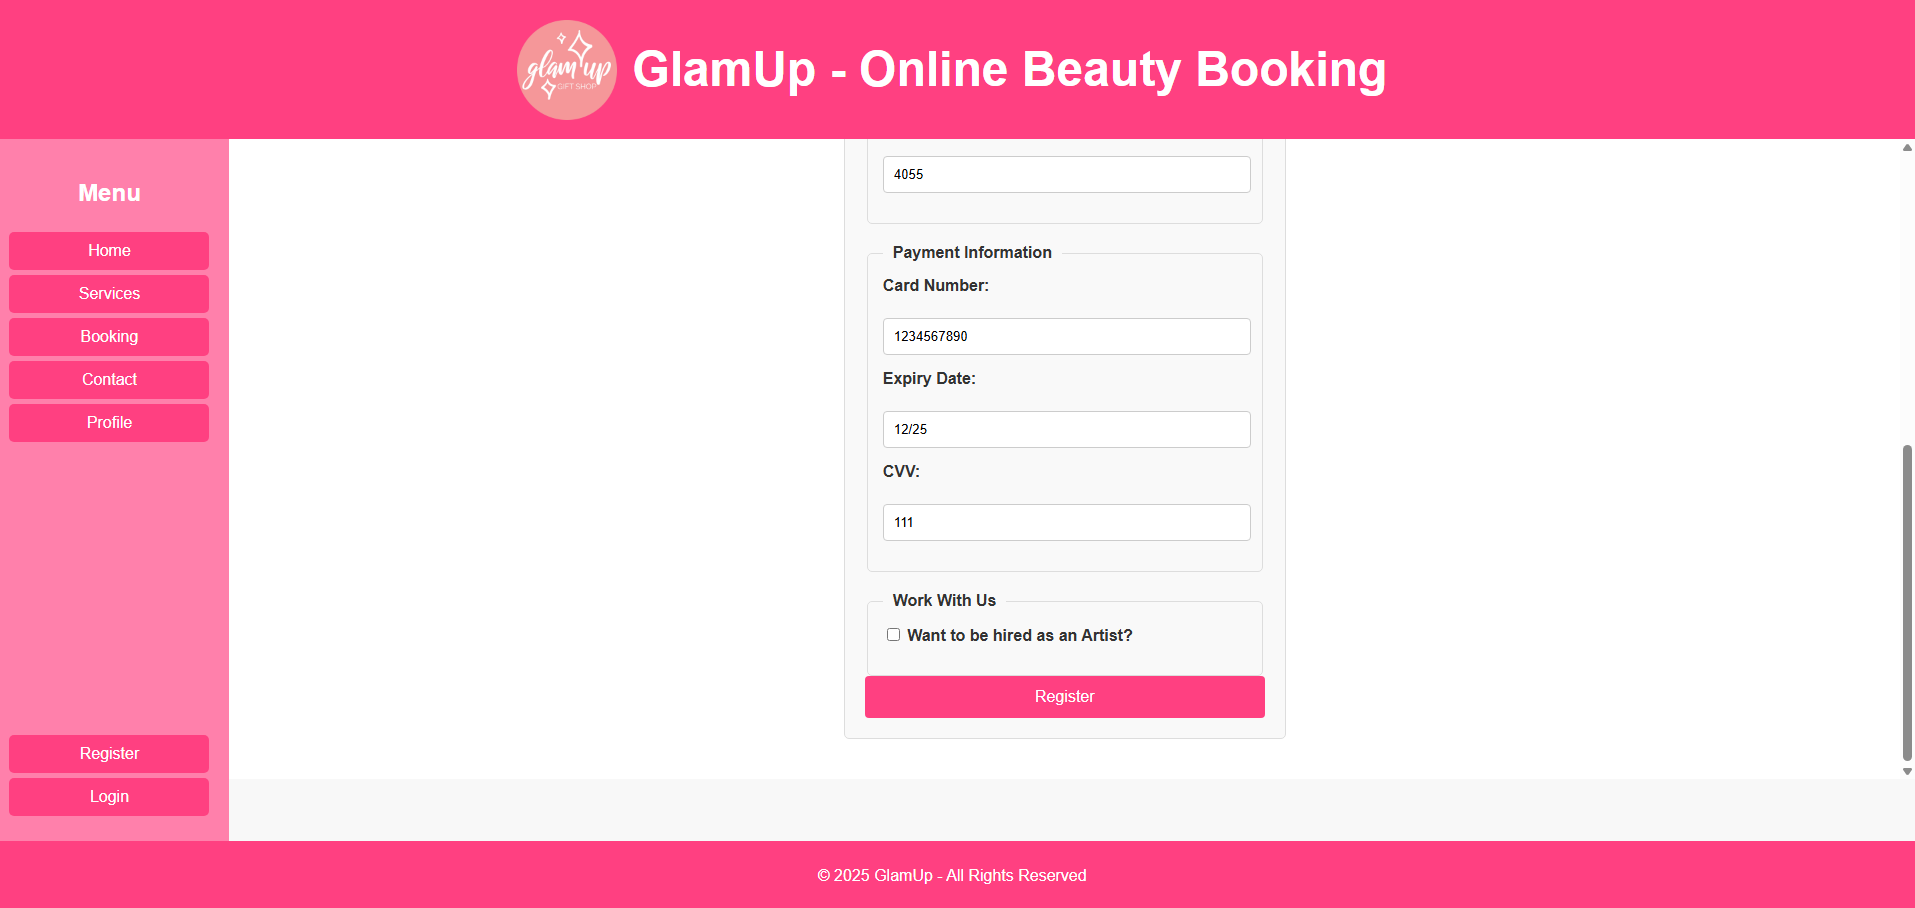 glam up
GIFT SHOP
GlamUp - Online Beauty Booking
Menu
Home
Services
Booking
Contact
Profile
Register
Login
4055
Payment Information
Card Number:
1234567890
Expiry Date:
12/25
CVV:
111
Work With Us
Want to be hired as an Artist?
Register
© 2025 GlamUp - All Rights Reserved